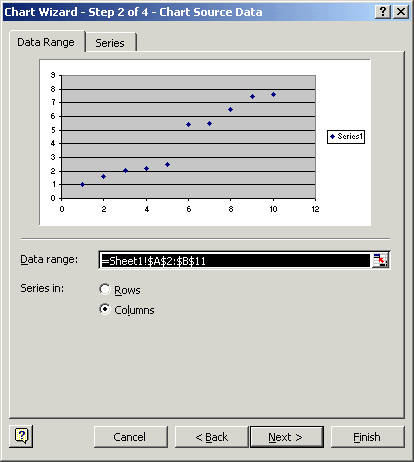 Chart Wizard - Step 2 of 4 - Chart Source Data
Data Range Series
9
8
7
6
5
4
3
2
1
0
0 2 4 6 8 10 12
Series1
Data range: =Sheet1!$A$2:$B$11
Series in: Rows
Columns
Cancel < Back Next > Finish